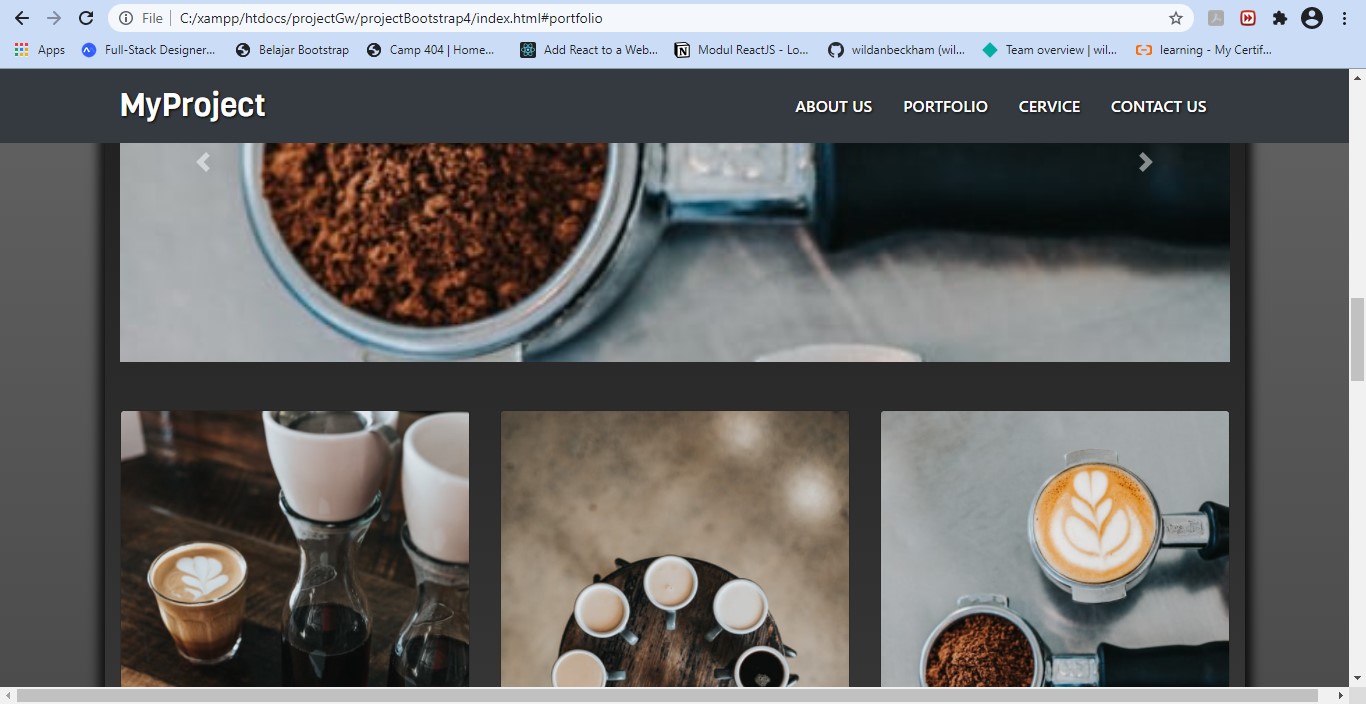 File C:/xampp/htdocs/projectGw/projectBootstrap4/index.html#portfolio
Apps Full-Stack Designer... Belajar Bootstrap Camp 404 | Home... Add React to a Web... Modul ReactJS - Lo... wildanbeckham (wil... Team overview | wil... learning - My Certif...
MyProject ABOUT US PORTFOLIO CERVICE CONTACT US